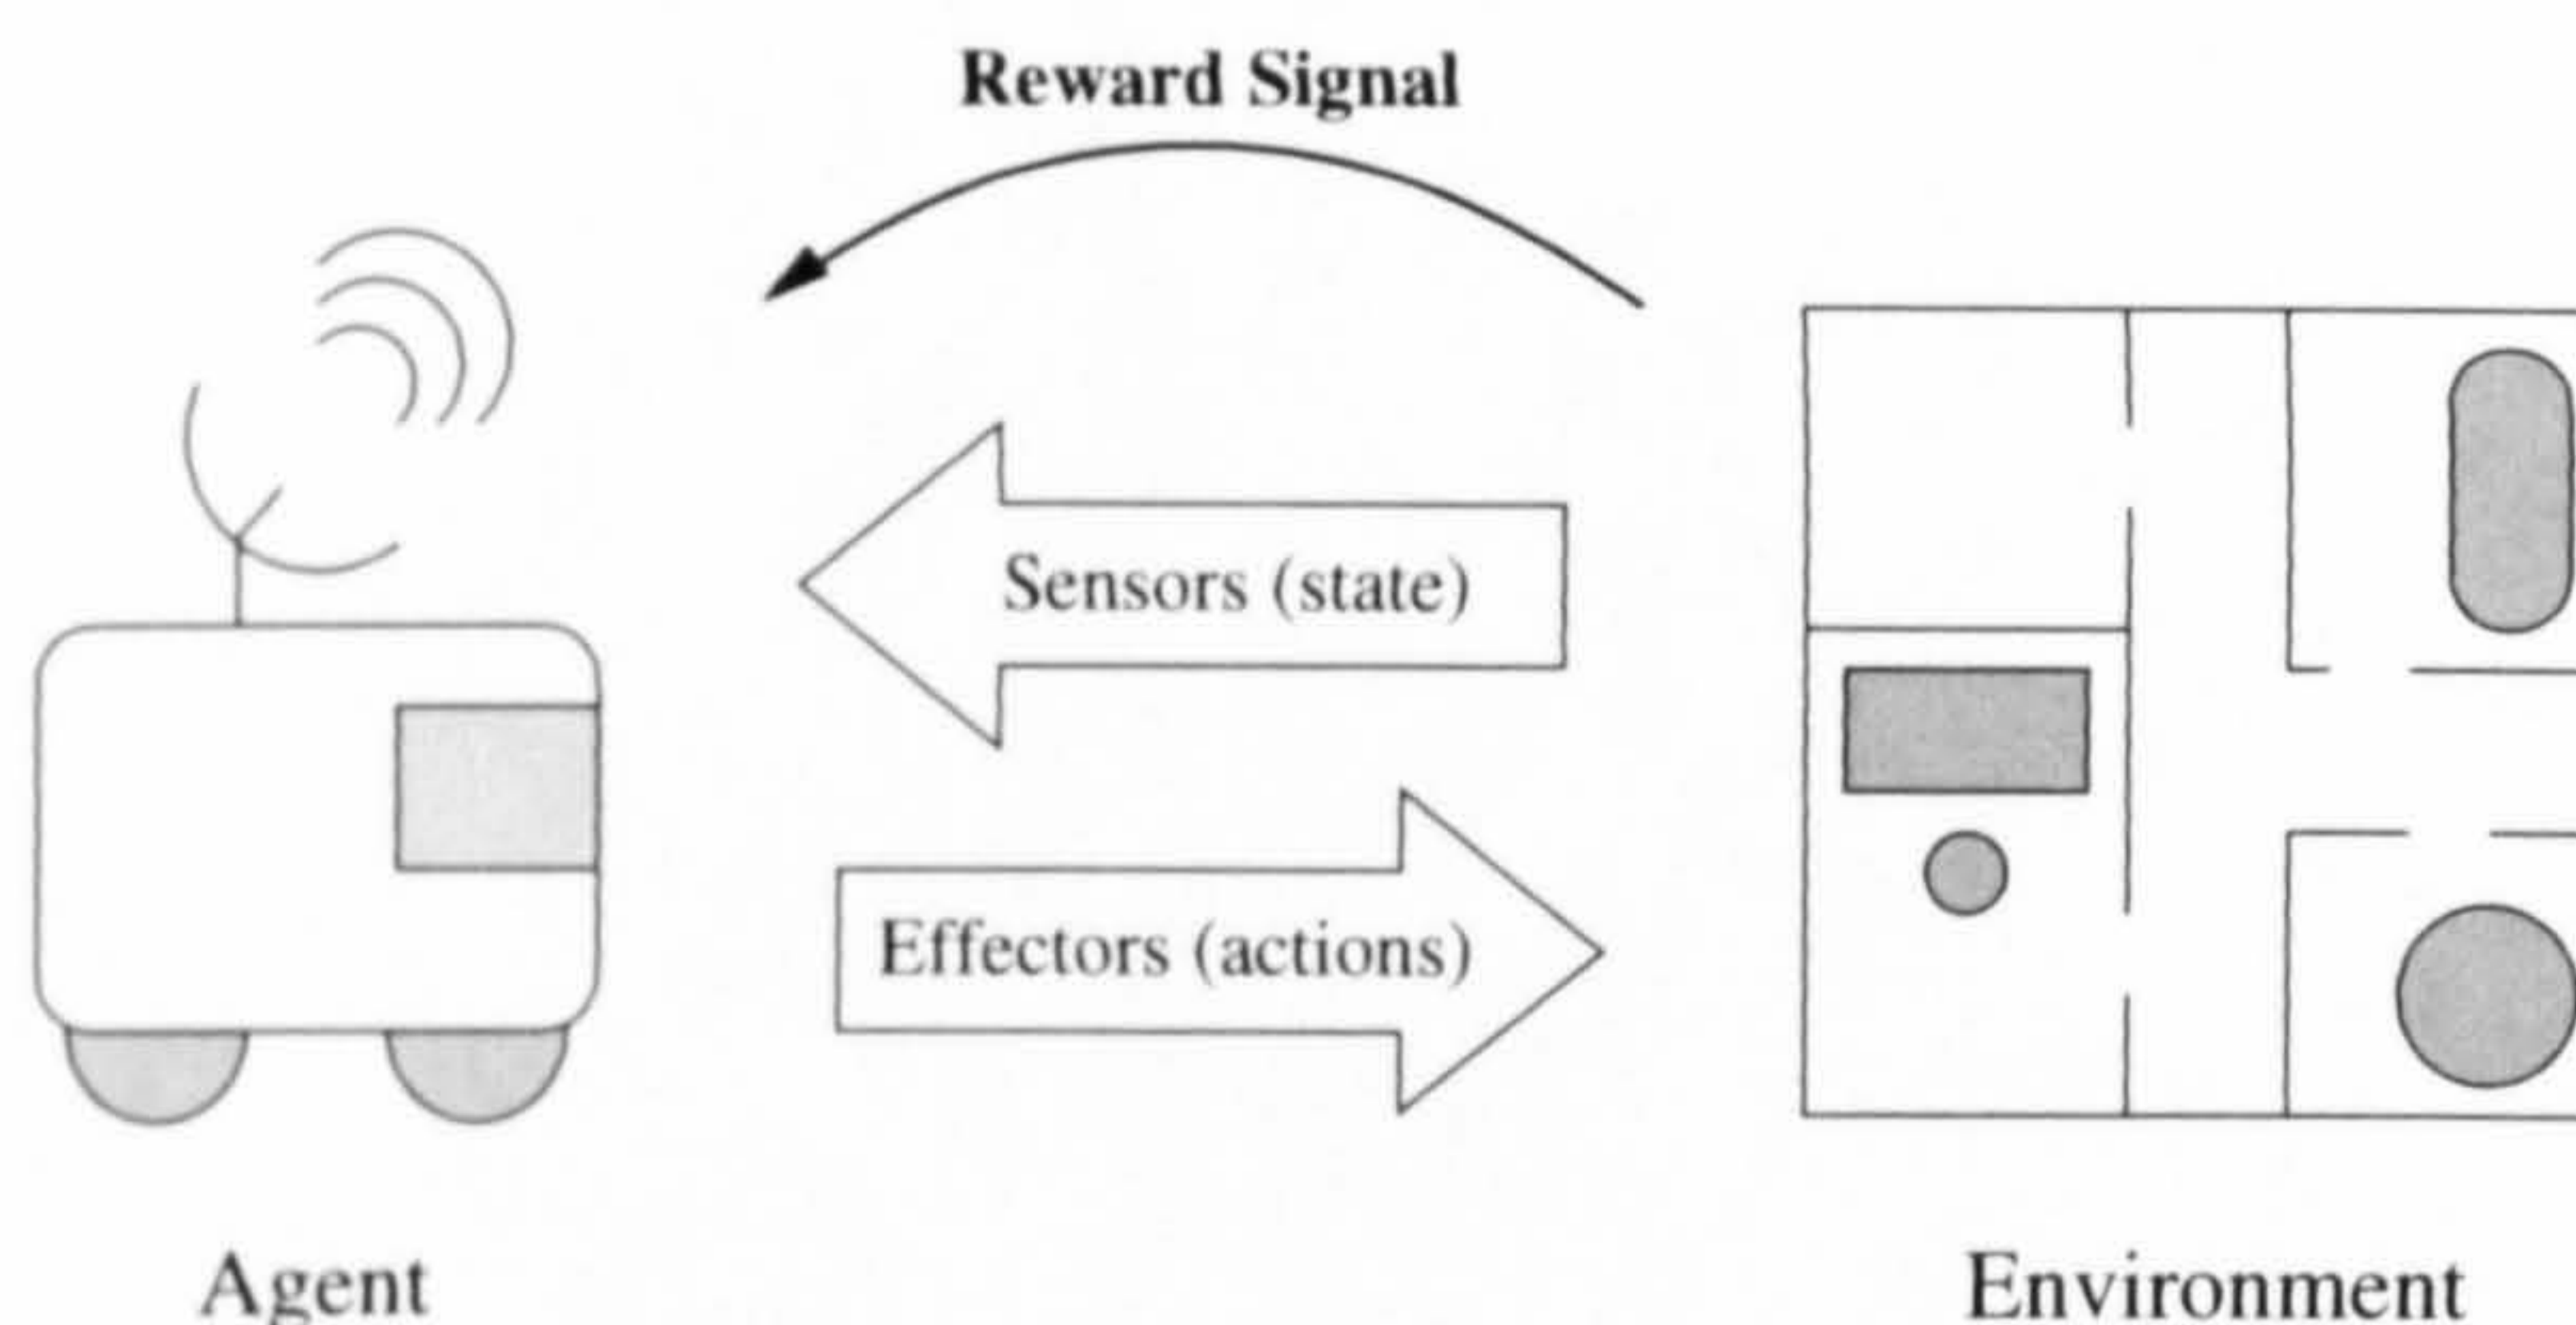 Reward Signal
Sensors (state)
Effectors (actions)
Agent
Environment